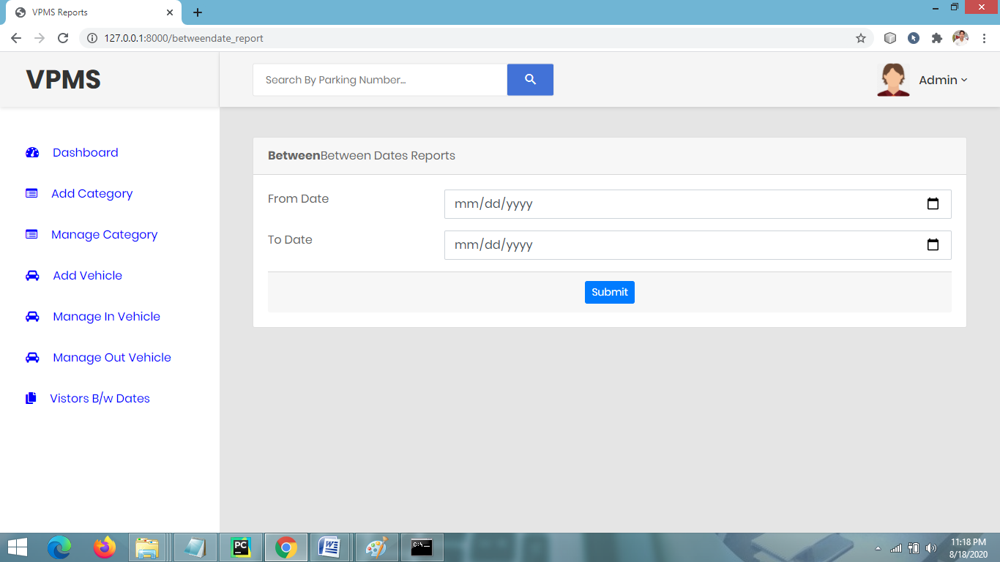 VPMS Reports
127.0.0.1:8000/betweendate_report
VPMS
Search By Parking Number...
Admin
Dashboard
Add Category
Manage Category
Add Vehicle
Manage In Vehicle
Manage Out Vehicle
Vistors B/w Dates
BetweenBetween Dates Reports
From Date
mm/dd/yyyy
To Date
mm/dd/yyyy
Submit
PC
W
C:\_
11:18 PM
8/18/2020